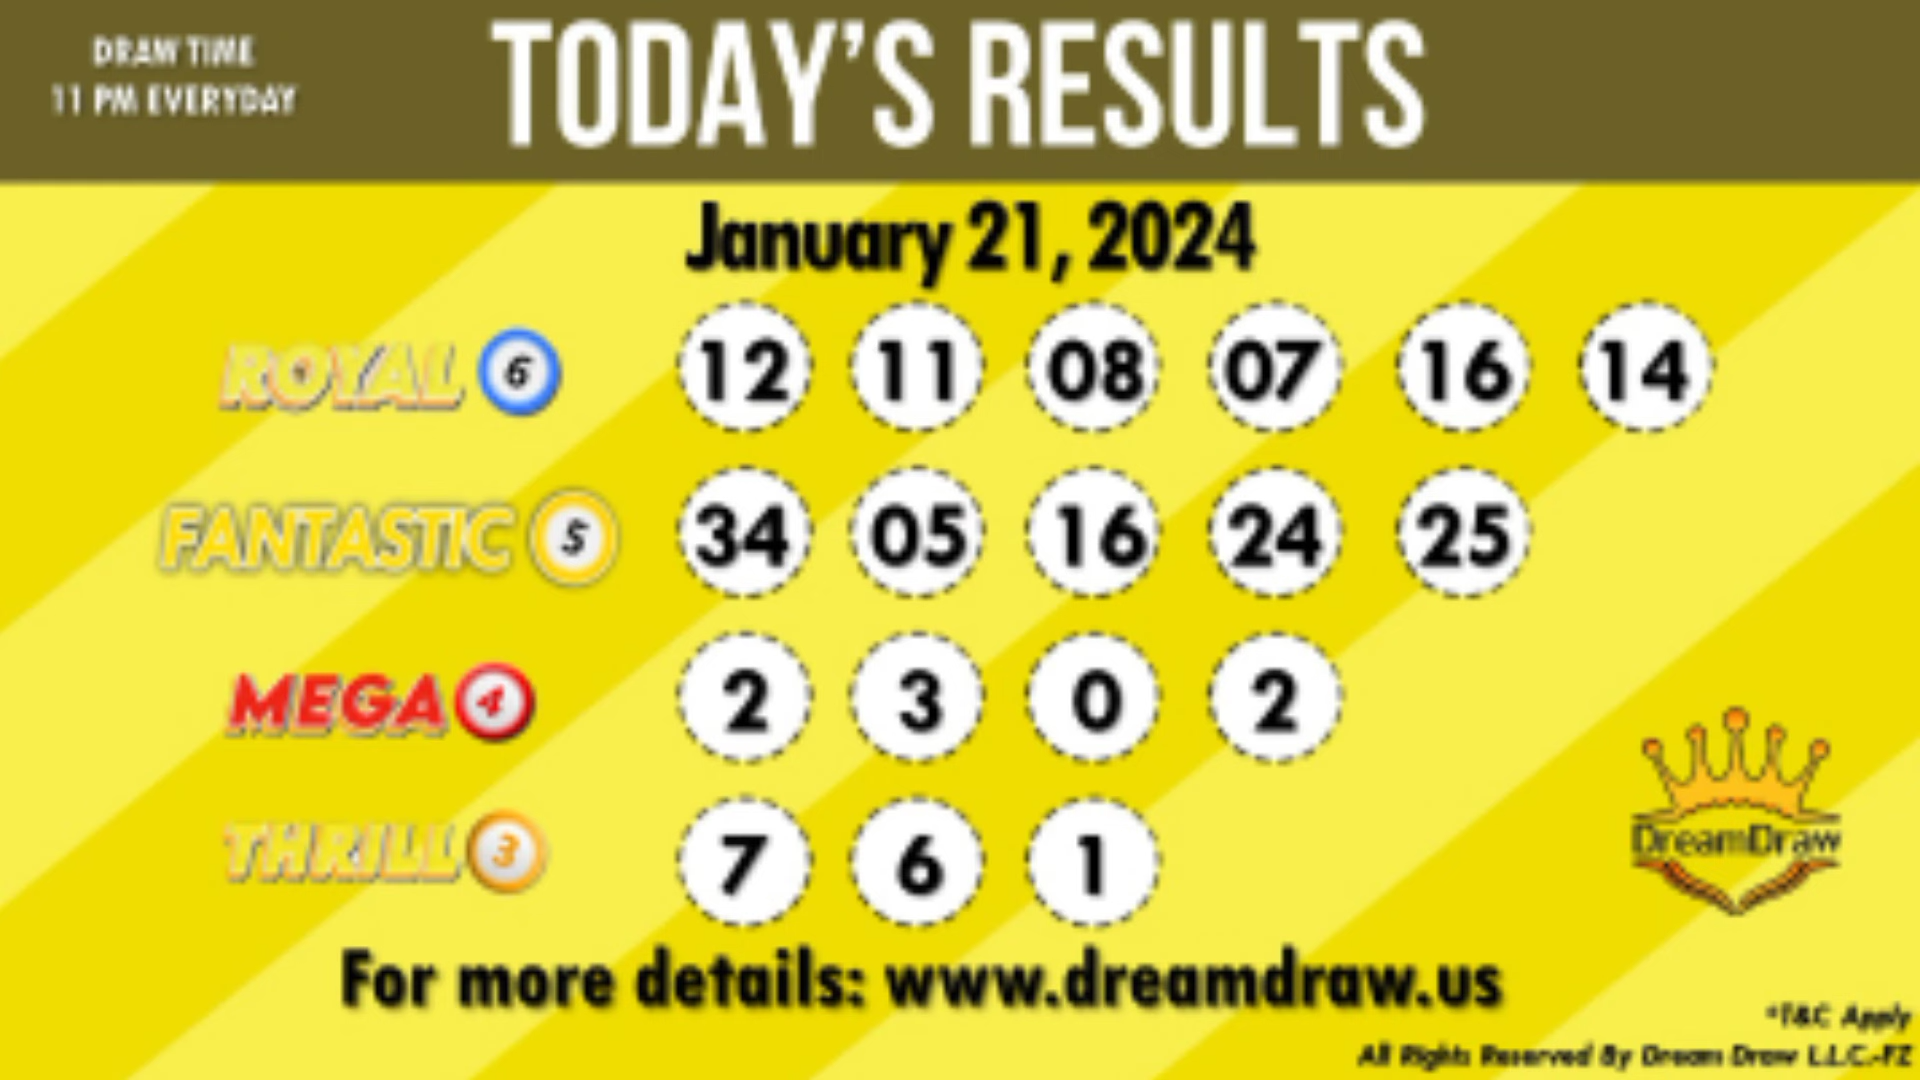 DRAW TIME
11 PM EVERYDAY
TODAY'S RESULTS
January 21, 2024
ROYAL 6 12 11 08 07 16 14
FANTASTIC 5 34 05 16 24 25
MEGA 4 2 3 0 2
THRILL 3 7 6 1
DreamDraw
For more details: www.dreamdraw.us
*T&C Apply
All Rights Reserved By Dream Draw L.L.C.-FZ